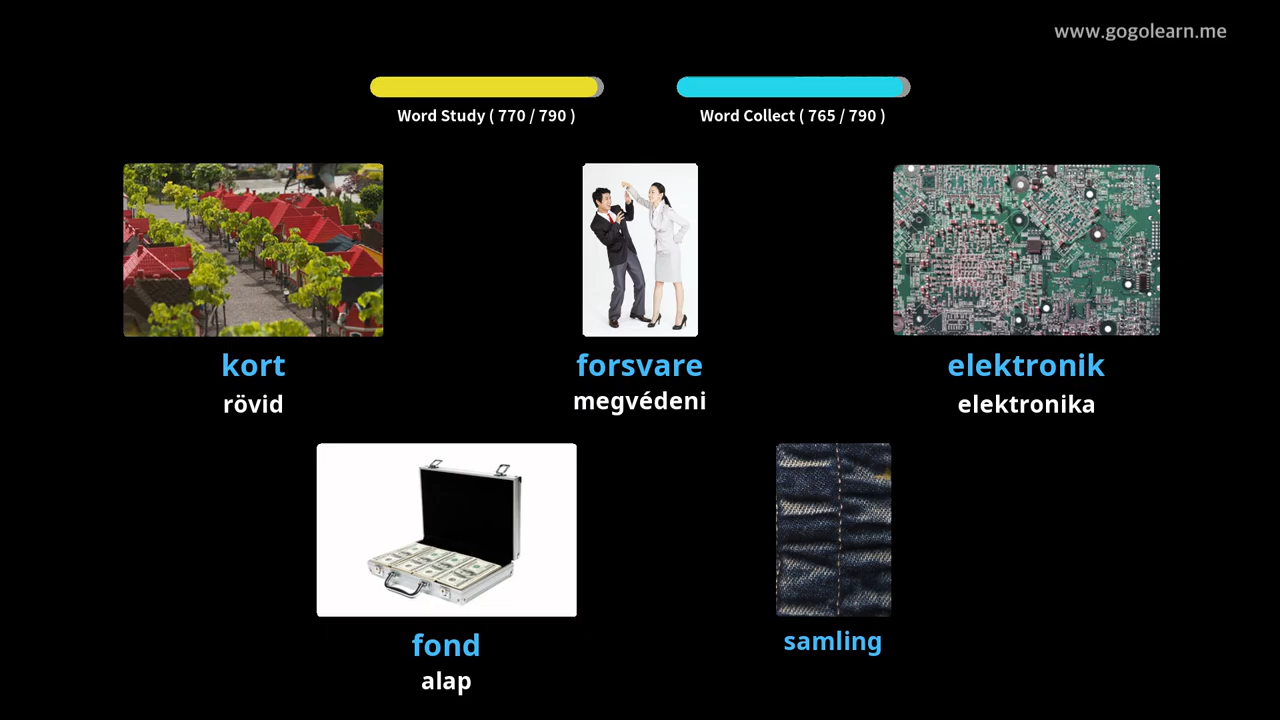 www.gogolearn.me
Word Study ( 770 / 790 )
Word Collect ( 765 / 790 )
kort
rövid
forsvare
megvédeni
elektronik
elektronika
fond
alap
samling